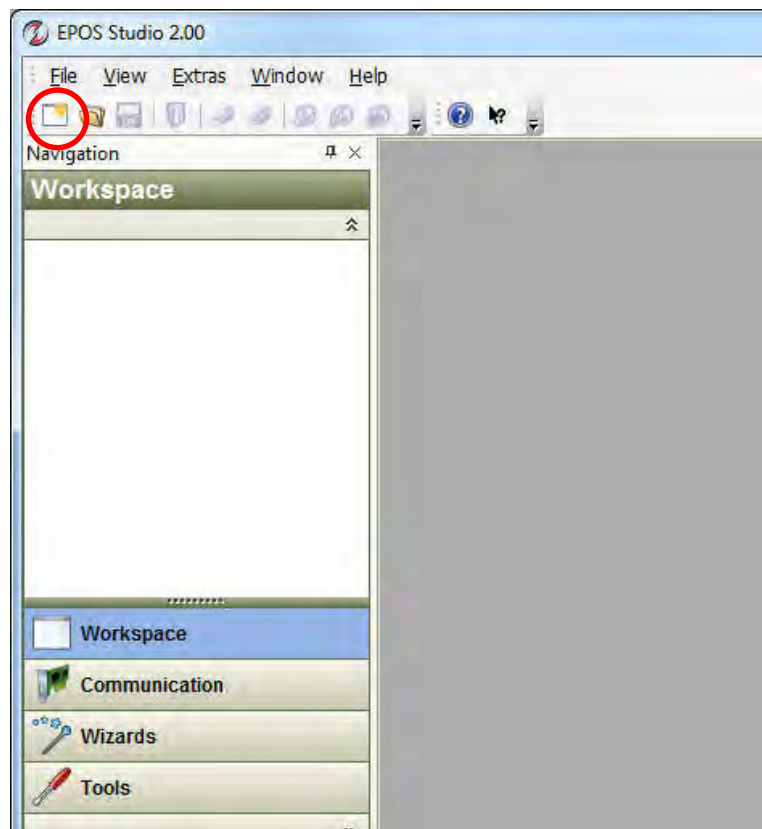 EPOS Studio 2.00
File View Extras Window Help
Navigation
Workspace
Workspace
Communication
Wizards
Tools